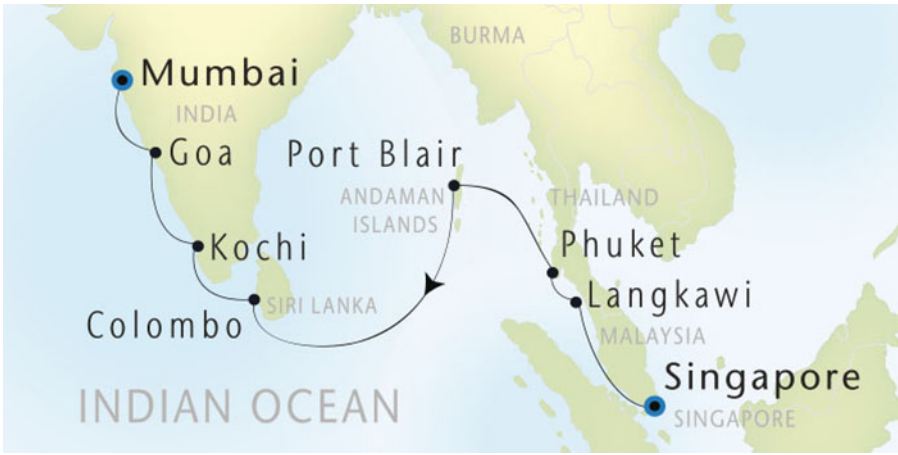 BURMA
Mumbai
INDIA
Goa
Port Blair
ANDAMAN
ISLANDS
THAILAND
Kochi
Phuket
Langkawi
SIRI LANKA
Colombo
MALAYSIA
Singapore
SINGAPORE
INDIAN OCEAN